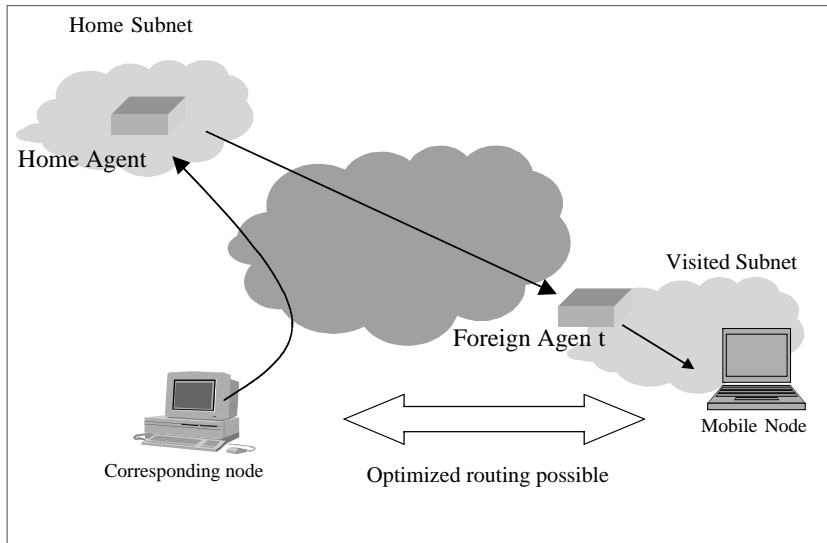 Home Subnet
Home Agent
Visited Subnet
Foreign Agen t
Mobile Node
Corresponding node
Optimized routing possible